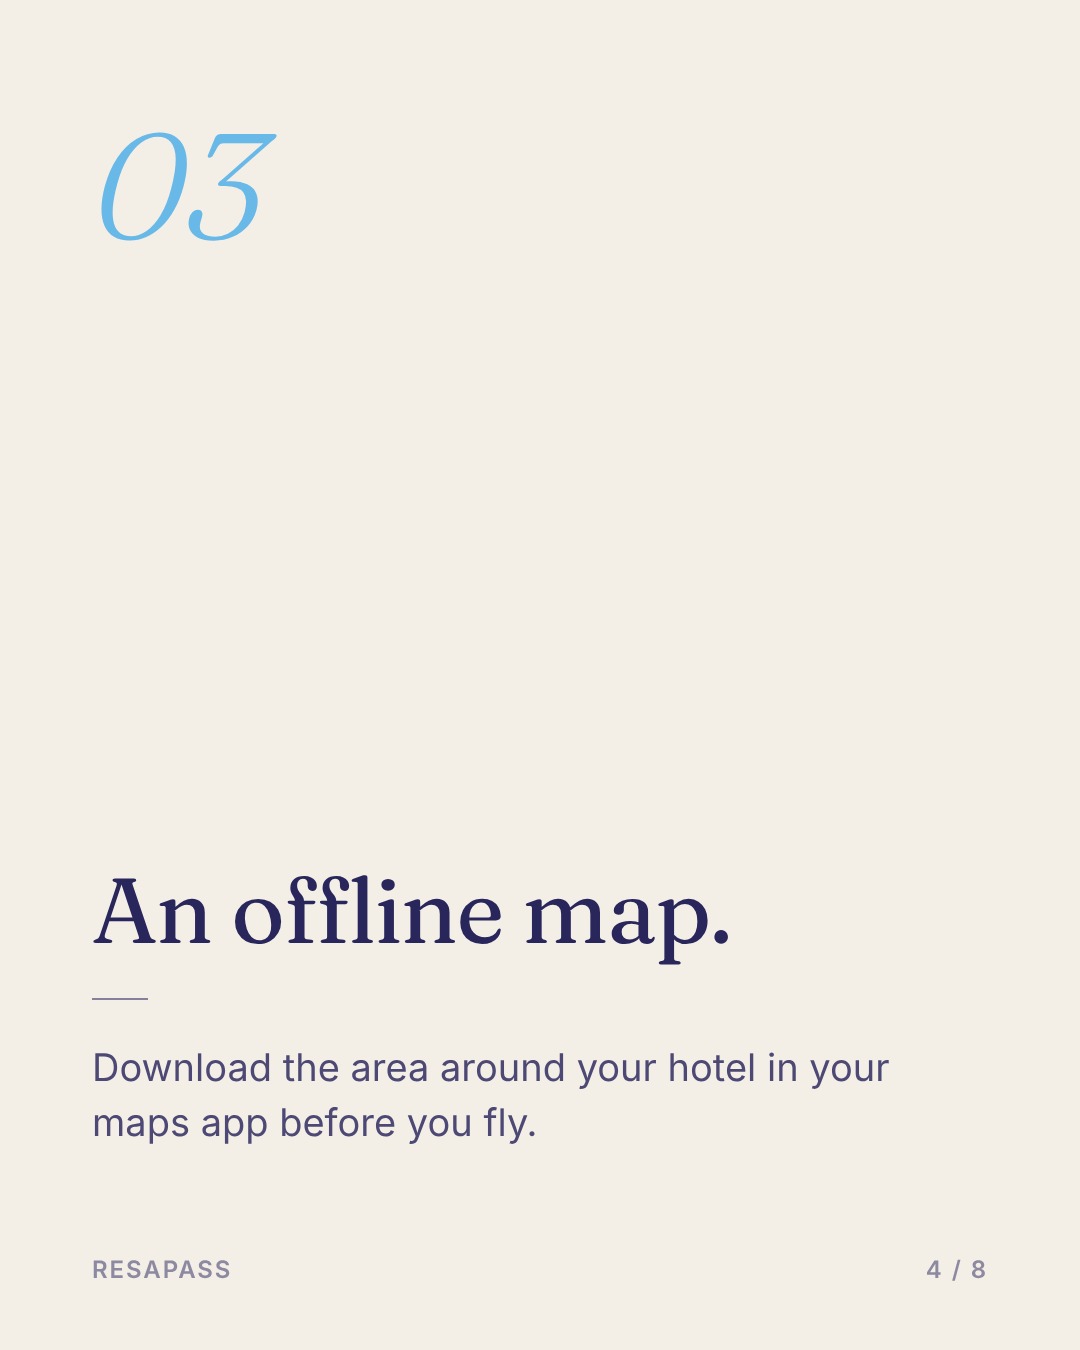 03
An offline map.
Download the area around your hotel in your
maps app before you fly.
RESAPASS
4 / 8